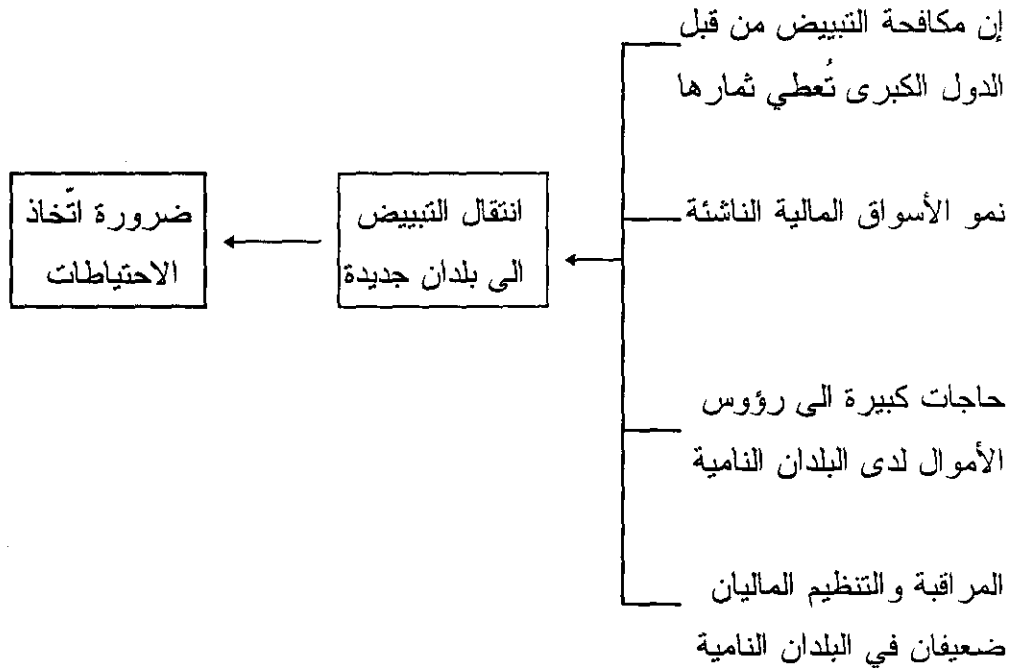 إن مكافحة التبييض من قبل
الدول الكبرى تُعطي ثمارها
نمو الأسواق المالية الناشئة
حاجات كبيرة الى رؤوس
الأموال لدى البلدان النامية
المراقبة والتنظيم الماليان
ضعيفان في البلدان النامية
انتقال التبييض
الى بلدان جديدة
ضرورة اتّخاذ
الاحتياطات